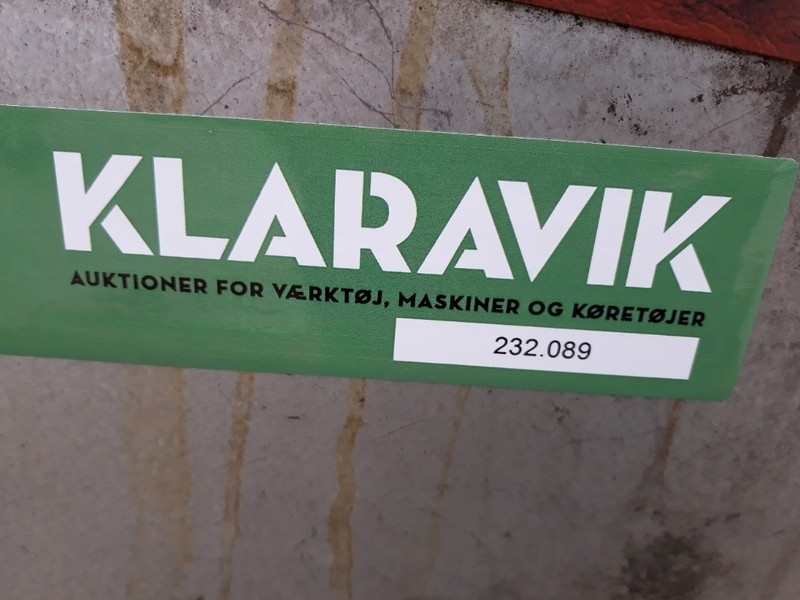 KLARAVIK
AUKTIONER FOR VÆRKTØJ, MASKINER OG KØRETØJER
232.089